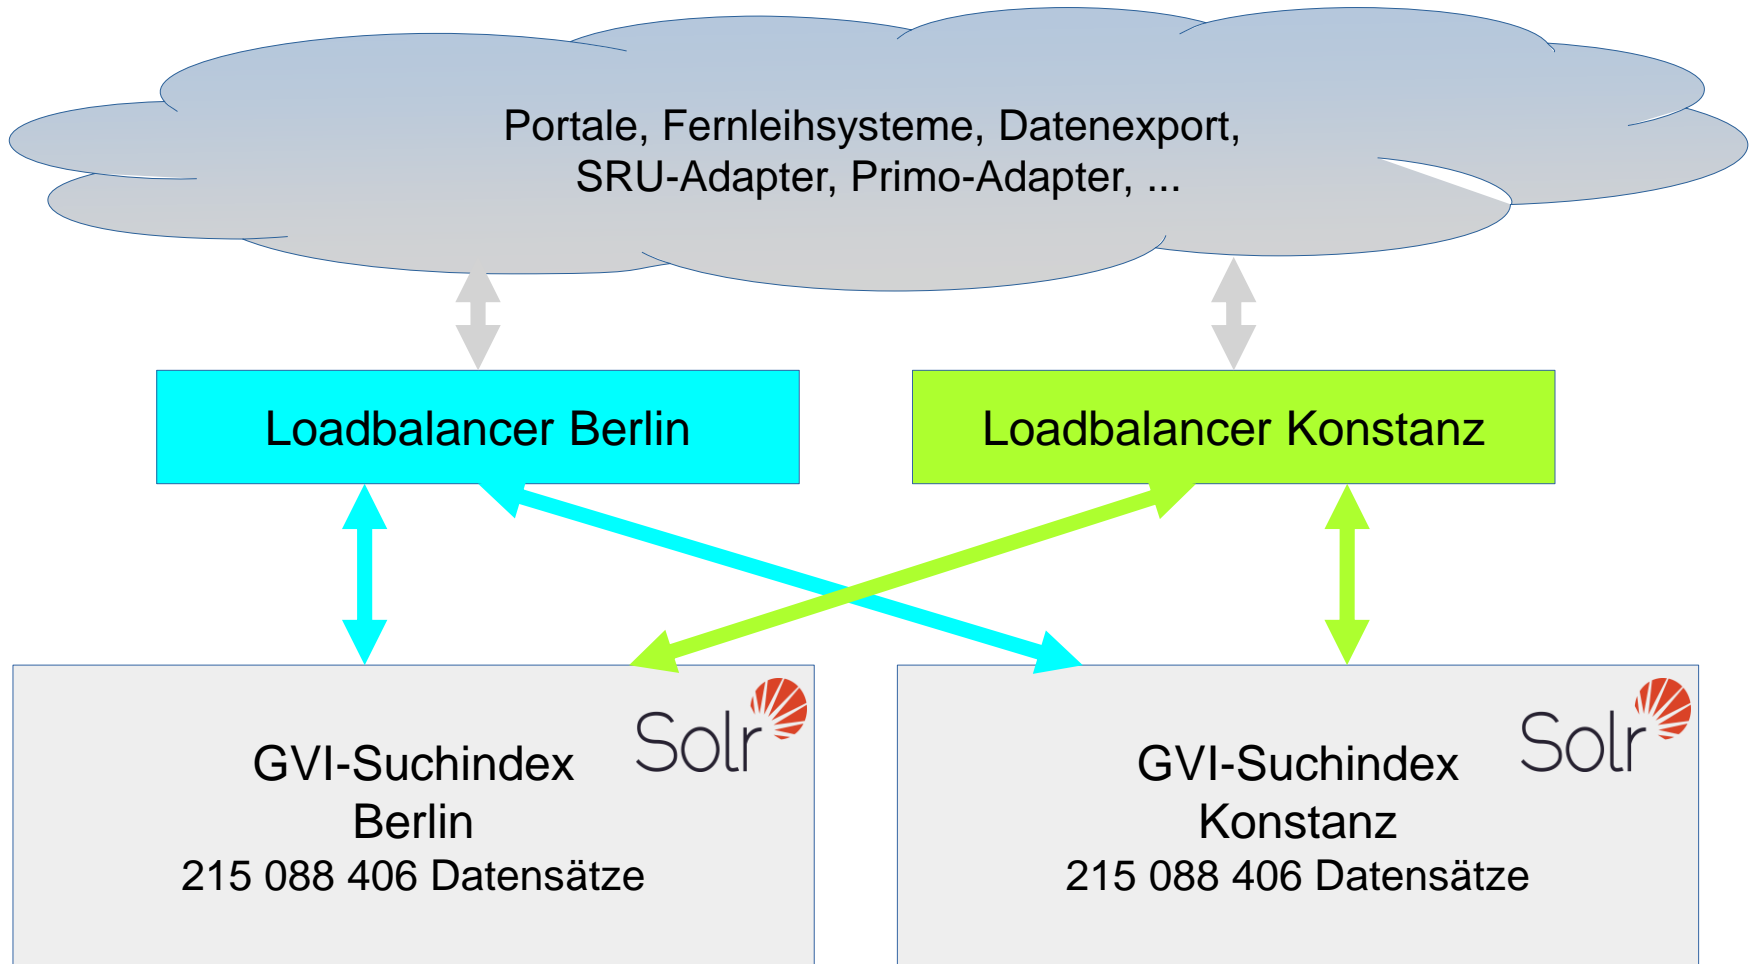 Portale, Fernleihsysteme, Datenexport,
SRU-Adapter, Primo-Adapter, ...
Loadbalancer Berlin
Loadbalancer Konstanz
Solr
GVI-Suchindex
Berlin
215 088 406 Datensätze
Solr
GVI-Suchindex
Konstanz
215 088 406 Datensätze